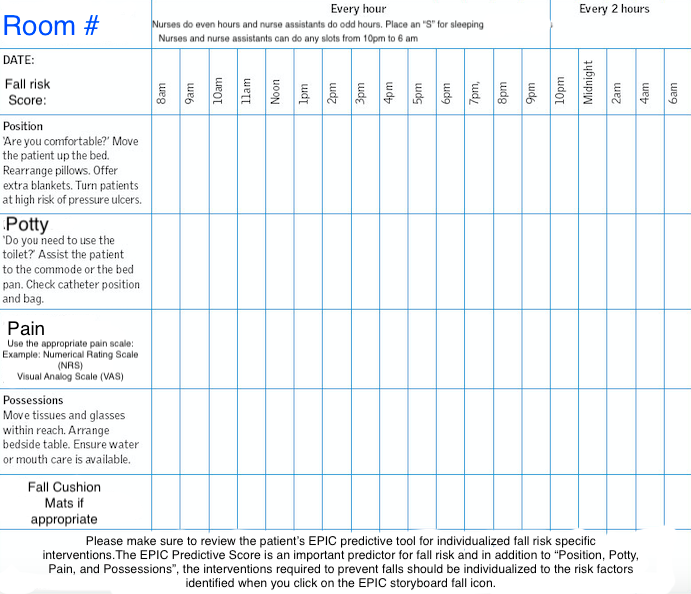 Room #
Every hour
Every 2 hours
Nurses do even hours and nurse assistants do odd hours. Place an “S” for sleeping
Nurses and nurse assistants can do any slots from 10pm to 6 am
DATE:
Fall risk
Score:
8am
9am
10am
11am
Noon
1pm
2pm
3pm
4pm
5pm
6pm
7pm,
8pm
9pm
10pm
Midnight
2am
4am
6am
Position
'Are you comfortable?' Move
the patient up the bed.
Rearrange pillows. Offer
extra blankets. Turn patients
at high risk of pressure ulcers.
.Potty
'Do you need to use the
toilet?' Assist the patient
to the commode or the bed
pan. Check catheter position
and bag.
Pain
Use the appropriate pain scale:
Example: Numerical Rating Scale
(NRS)
Visual Analog Scale (VAS)
Possessions
Move tissues and glasses
within reach. Arrange
bedside table. Ensure water
or mouth care is available.
Fall Cushion
Mats if
appropriate
Please make sure to review the patient’s EPIC predictive tool for individualized fall risk specific
interventions.The EPIC Predictive Score is an important predictor for fall risk and in addition to “Position, Potty,
Pain, and Possessions”, the interventions required to prevent falls should be individualized to the risk factors
identified when you click on the EPIC storyboard fall icon.